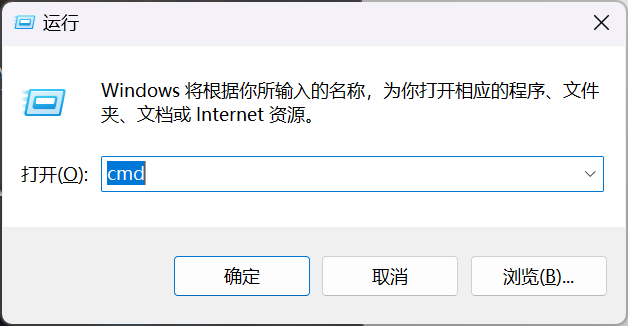 运行
Windows 将根据你所输入的名称，为你打开相应的程序、文件
夹、文档或 Internet 资源。
打开(O): cmd
确定 取消 浏览(B)...